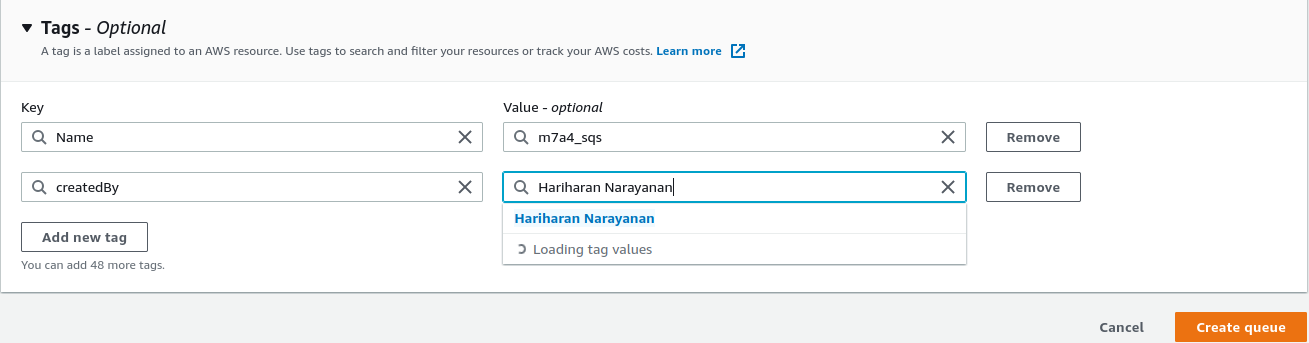 Tags - Optional
A tag is a label assigned to an AWS resource. Use tags to search and filter your resources or track your AWS costs. Learn more
Key
Value - optional
Name
m7a4_sqs
Remove
createdBy
Hariharan Narayanan
Remove
Hariharan Narayanan
Loading tag values
Add new tag
You can add 48 more tags.
Cancel
Create queue